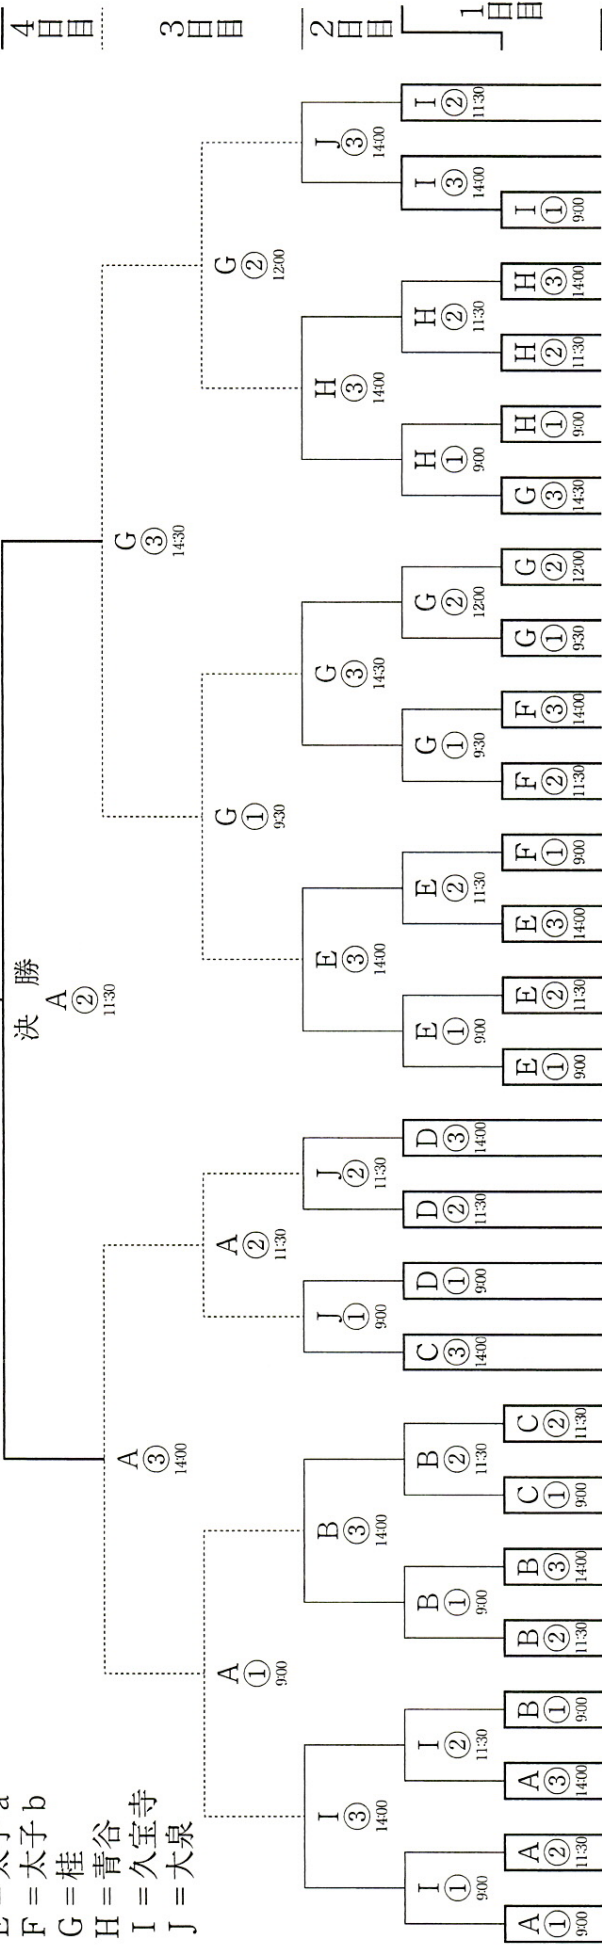 4日目
3日目
2日目
1日目
決勝
A ② 11:30
A ③ 14:00
G ③ 14:30
A ① 9:00
A ② 11:30
G ① 9:30
G ② 12:00
I ③ 14:00
B ③ 14:00
J ① 9:00
J ② 11:30
E ③ 14:00
G ③ 14:30
H ③ 14:00
J ③ 14:00
I ① 9:00
I ② 11:30
B ① 9:00
B ② 11:30
C ③ 14:00
D ① 9:00
D ② 11:30
D ③ 14:00
E ① 9:00
E ② 11:30
G ① 9:30
G ② 12:00
H ① 9:00
H ② 11:30
I ③ 14:00
I ② 11:30
A ① 9:00
A ② 11:30
A ③ 14:00
B ① 9:00
B ② 11:30
B ③ 14:00
C ① 9:00
C ② 11:30
E ① 9:00
E ② 11:30
E ③ 14:00
F ① 9:00
F ② 11:30
F ③ 14:00
G ① 9:30
G ② 12:00
G ③ 14:30
H ① 9:00
H ② 11:30
H ③ 14:00
I ① 9:00
E=太子a
F=太子b
G=桂
H=青谷
I=久宝寺
J=大泉